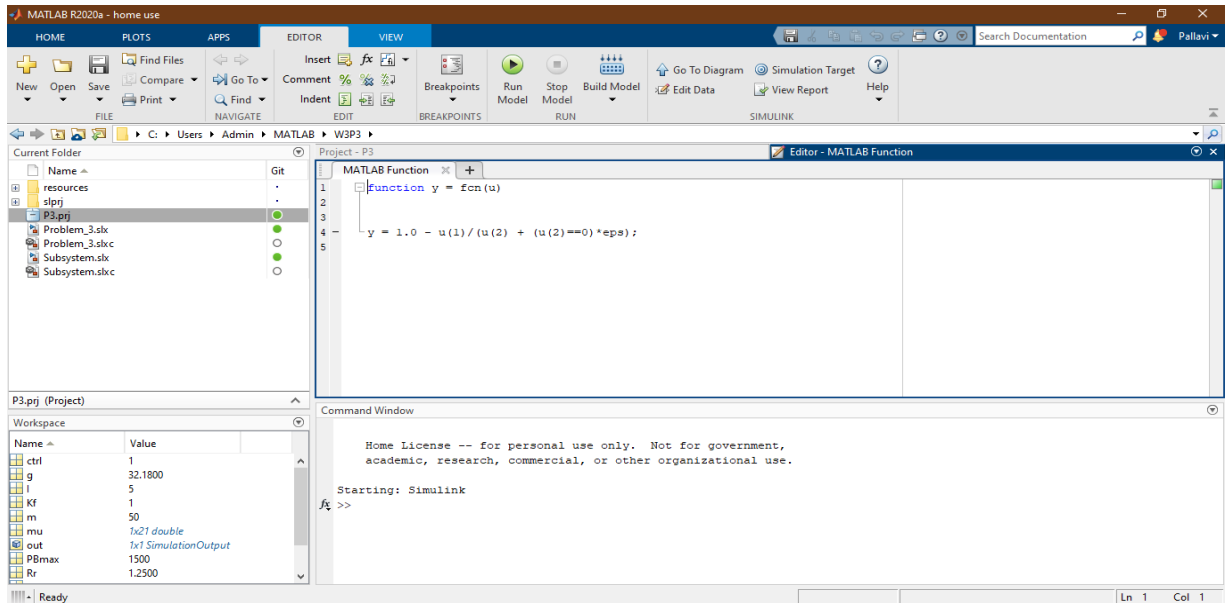 MATLAB R2020a - home use
HOME PLOTS APPS EDITOR VIEW Search Documentation Pallavi
New Open Save Find Files Compare Print Go To Find Insert fx Comment Indent Breakpoints Run Model Stop Model Build Model Go To Diagram Edit Data Simulation Target View Report Help
FILE NAVIGATE EDIT BREAKPOINTS RUN SIMULINK
C: Users Admin MATLAB W3P3
Current Folder
Name Git
resources
slprj
P3.prj
Problem_3.slx
Problem_3.slxc
Subsystem.slx
Subsystem.slxc
P3.prj (Project)
Workspace
Name Value
ctrl 1
g 32.1800
l 5
Kf 1
m 50
mu 1x21 double
out 1x1 SimulationOutput
PBmax 1500
Rr 1.2500
Project - P3 Editor - MATLAB Function
MATLAB Function +
1 function y = fcn(u)
2
3
4 y = 1.0 - u(1)/(u(2) + (u(2)==0)*eps);
5
Command Window
Home License -- for personal use only. Not for government,
academic, research, commercial, or other organizational use.
Starting: Simulink
fx >>
Ready Ln 1 Col 1